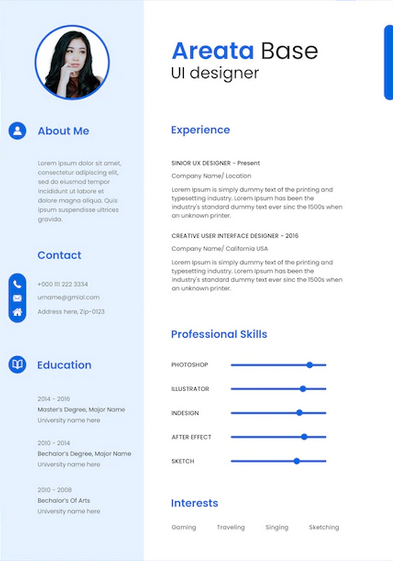 Areata Base
UI designer
About Me
Lorem ipsum dolor sit amet,
consectetur adipiscing elit,
sed do eiusmod tempor
incididunt ut labore et
dolore magna aliqua. Quis
ipsum suspendisse ultrices
gravida.
Contact
+000 111 222 3334
urname@gmial.com
Address here, Zip-0123
Education
2014 - 2016
Master's Degree, Major Name
University name here
2010 - 2014
Bechalor's Degree, Major Name
University name here
2010 - 2008
Bechalor's Of Arts
University name here
Experience
SINIOR UX DESIGNER - Present
Company Name/ Location
Lorem Ipsum is simply dummy text of the printing and
typesetting industry. Lorem Ipsum has been the
industry's standard dummy text ever sinc the 1500s when
an unknown printer.
CREATIVE USER INTERFACE DESIGNER - 2016
Company Name/ California USA
Lorem Ipsum is simply dummy text of the printing and
typesetting industry. Lorem Ipsum has been the
industry's standard dummy text ever sinc the 1500s when
an unknown printer.
Professional Skills
PHOTOSHOP
ILLUSTRATOR
INDESIGN
AFTER EFFECT
SKETCH
Interests
Gaming Traveling Singing Sketching